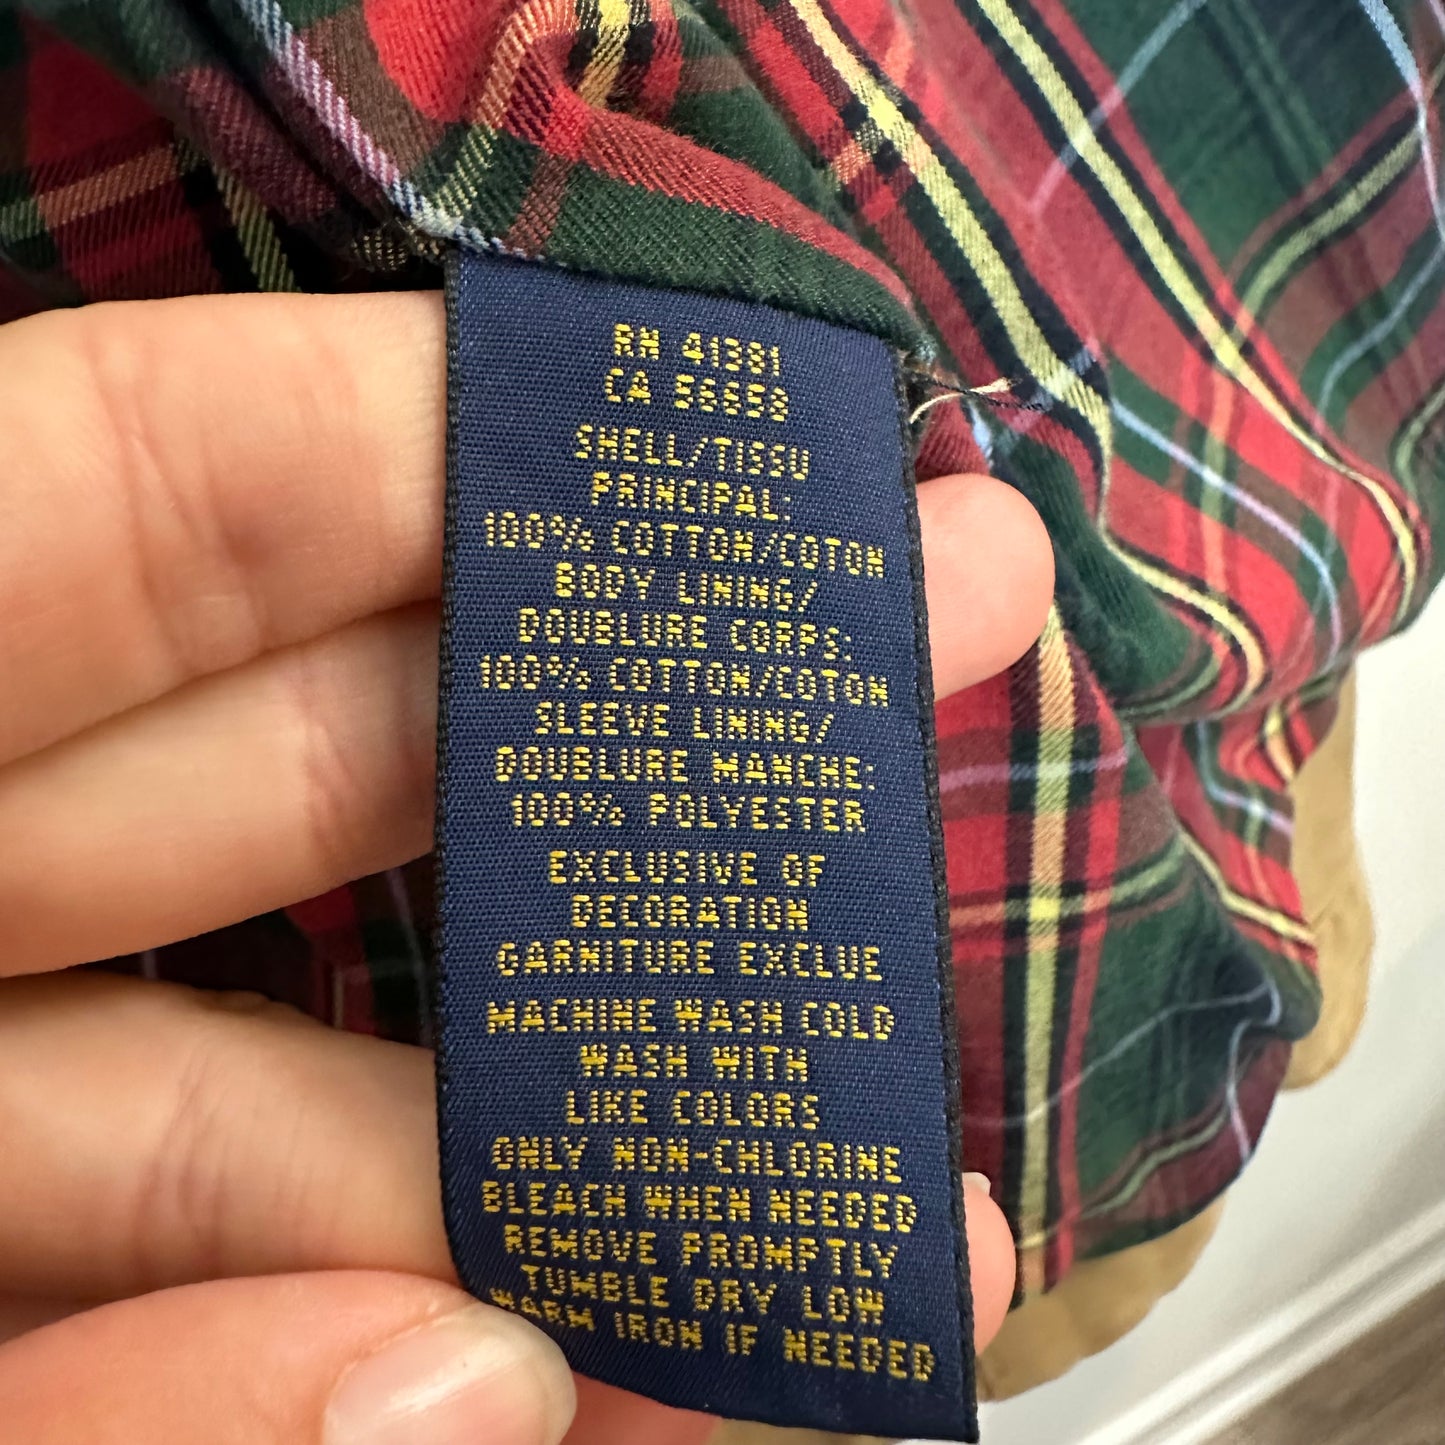 RN 41381
CA 56658
SHELL/TISSU
PRINCIPAL:
100% COTTON/COTON
BODY LINING/
DOUBLURE CORPS:
100% COTTON/COTON
SLEEVE LINING/
DOUBLURE MANCHE:
100% POLYESTER
EXCLUSIVE OF
DECORATION
GARNITURE EXCLUE
MACHINE WASH COLD
WASH WITH
LIKE COLORS
ONLY NON-CHLORINE
BLEACH WHEN NEEDED
REMOVE PROMPTLY
TUMBLE DRY LOW
WARM IRON IF NEEDED